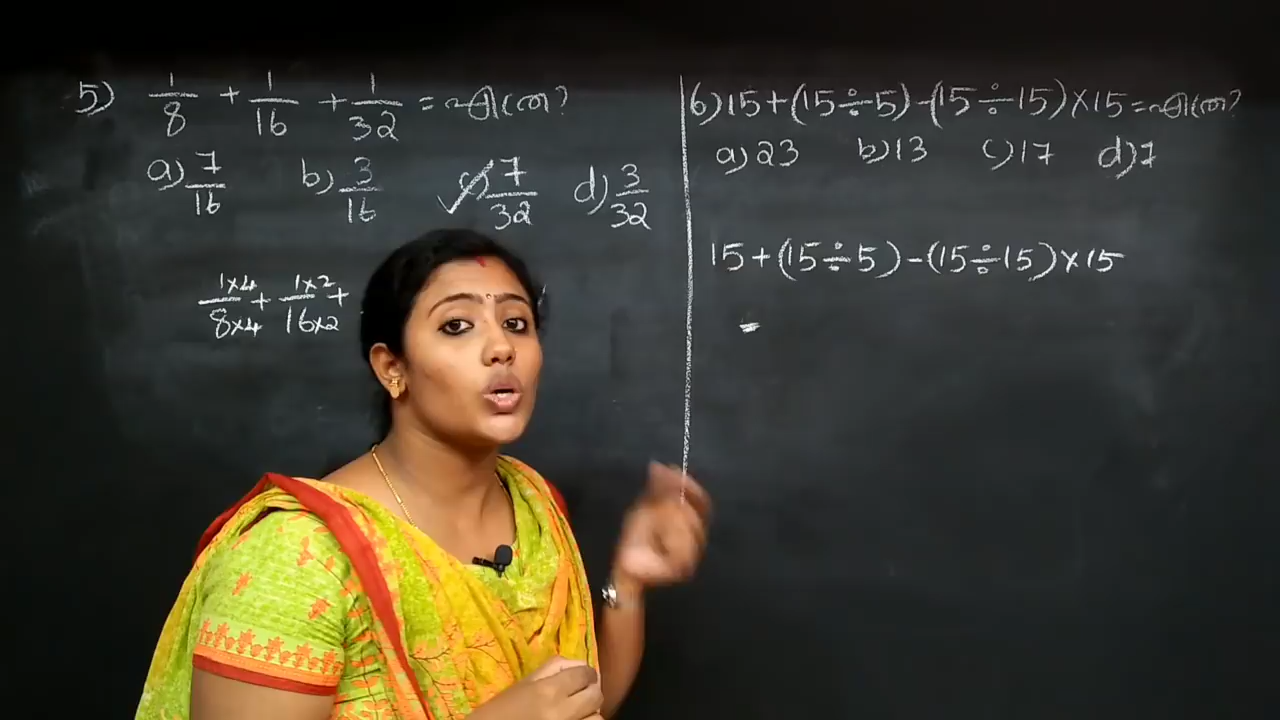 5) 1/8 + 1/16 + 1/32 = എത്ര?
a) 7/16 b) 3/16 c) 7/32 d) 3/32
1×4/8×4 + 1×2/16×2 +
6) 15+(15÷5)-(15÷15)×15=എത്ര?
a) 23 b) 13 c) 17 d) 7
15+(15÷5)-(15÷15)×15